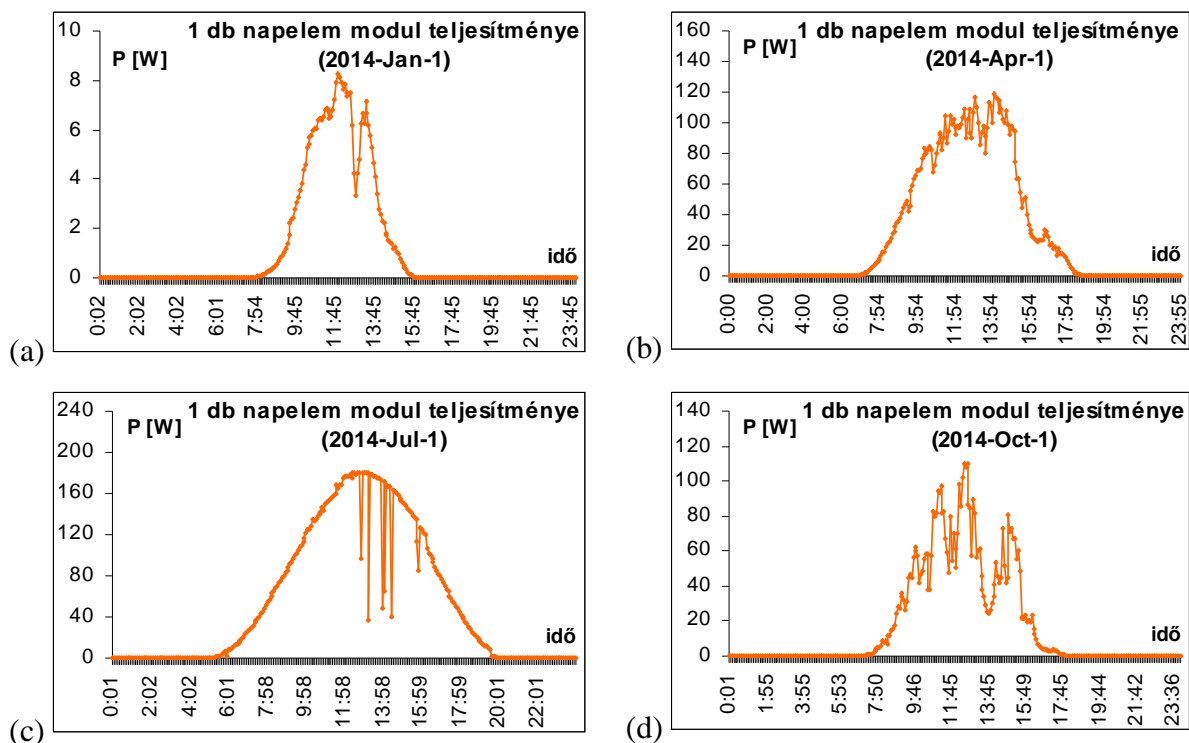 1 db napelem modul teljesítménye
(2014-Jan-1)
P [W]
10
8
6
4
2
0
idő
0:02 2:02 4:02 6:01 7:54 9:45 11:45 13:45 15:45 17:45 19:45 21:45 23:45
(a)
1 db napelem modul teljesítménye
(2014-Apr-1)
P [W]
160
140
120
100
80
60
40
20
0
idő
0:00 2:00 4:00 5:54 7:54 9:54 11:54 13:54 15:54 17:54 19:54 21:55 23:55
(b)
1 db napelem modul teljesítménye
(2014-Jul-1)
P [W]
240
200
160
120
80
40
0
idő
0:01 2:02 4:02 6:01 7:58 9:58 11:58 13:58 15:59 17:59 20:01 22:01
(c)
1 db napelem modul teljesítménye
(2014-Oct-1)
P [W]
140
120
100
80
60
40
20
0
idő
0:01 1:55 3:55 5:53 7:50 9:46 11:45 13:45 15:49 17:49 19:44 21:42 23:36
(d)